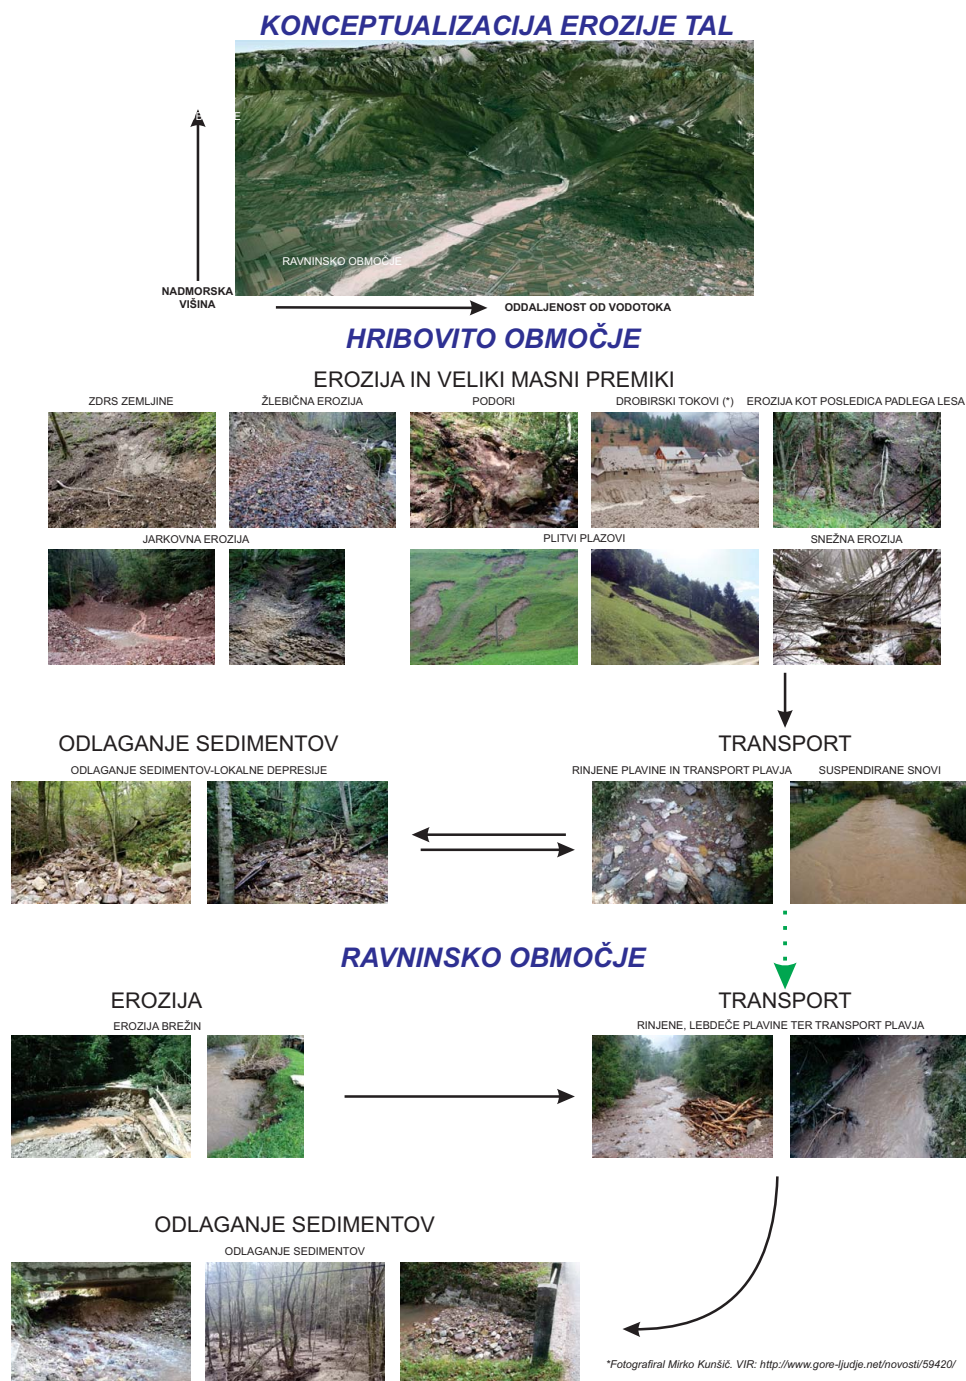 KONCEPTUALIZACIJA EROZIJE TAL
RAVNINSKO OBMOČJE
NADMORSKA
VIŠINA
ODDALJENOST OD VODOTOKA
HRIBOVITO OBMOČJE
EROZIJA IN VELIKI MASNI PREMIKI
ZDRS ZEMLJINE
ŽLEBIČNA EROZIJA
PODORI
DROBIRSKI TOKOVI (*)
EROZIJA KOT POSLEDICA PADLEGA LESA
JARKOVNA EROZIJA
PLITVI PLAZOVI
SNEŽNA EROZIJA
ODLAGANJE SEDIMENTOV
TRANSPORT
ODLAGANJE SEDIMENTOV-LOKALNE DEPRESIJE
RINJENE PLAVINE IN TRANSPORT PLAVJA
SUSPENDIRANE SNOVI
RAVNINSKO OBMOČJE
EROZIJA
TRANSPORT
EROZIJA BREŽIN
RINJENE, LEBDEČE PLAVINE TER TRANSPORT PLAVJA
ODLAGANJE SEDIMENTOV
ODLAGANJE SEDIMENTOV
*Fotografiral Mirko Kunšič. VIR: http://www.gore-ljudje.net/novosti/59420/